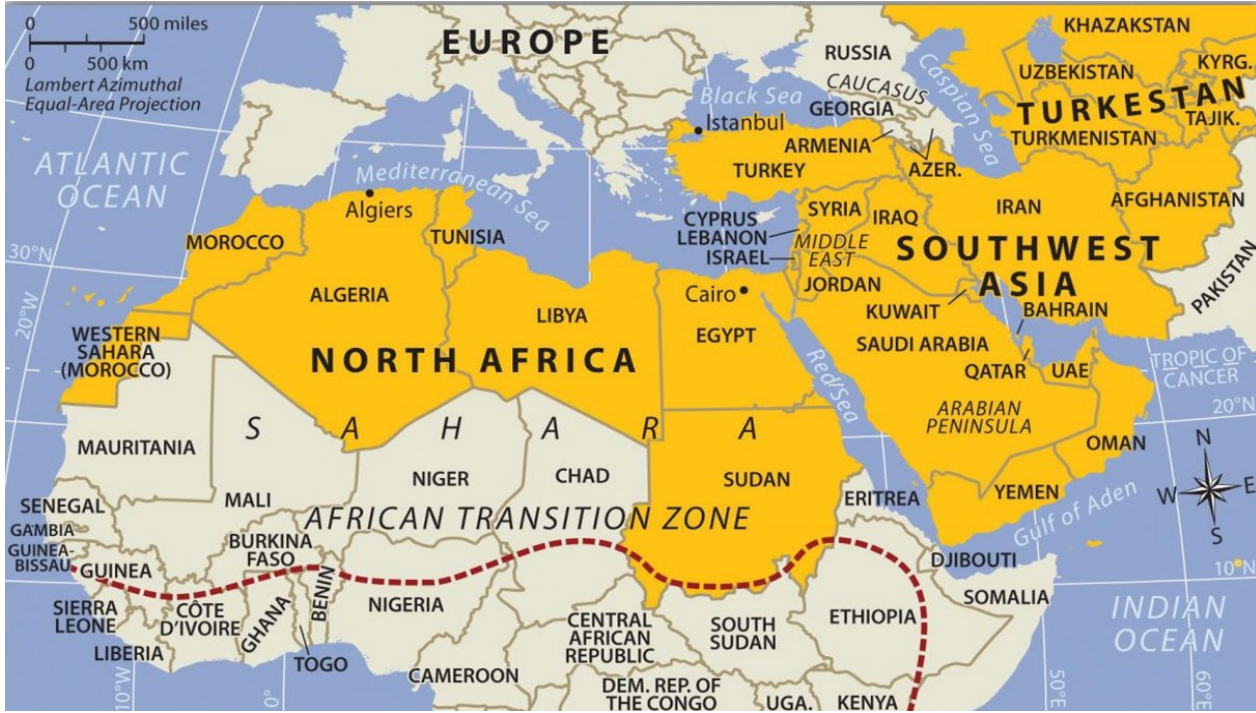 0 500 miles
0 500 km
Lambert Azimuthal
Equal-Area Projection
EUROPE
RUSSIA
CAUCASUS
GEORGIA
Caspian Sea
KHAZAKSTAN
UZBEKISTAN
KYRG.
TURKESTAN
TAJIK.
TURKMENISTAN
Black Sea
Istanbul
ARMENIA
AZER.
TURKEY
ATLANTIC
OCEAN
Mediterranean Sea
Algiers
MOROCCO
TUNISIA
CYPRUS
LEBANON
ISRAEL
SYRIA
IRAQ
IRAN
AFGHANISTAN
MIDDLE
EAST
SOUTHWEST
ASIA
JORDAN
PAKISTAN
30°N
20°W
ALGERIA
LIBYA
Cairo
EGYPT
KUWAIT
BAHRAIN
WESTERN
SAHARA
(MOROCCO)
NORTH AFRICA
SAUDI ARABIA
QATAR
UAE
TROPIC OF
CANCER
Red Sea
ARABIAN
PENINSULA
20°N
OMAN
MAURITANIA
SAHARA
NIGER
CHAD
SUDAN
N
W E
S
SENEGAL
MALI
ERITREA
YEMEN
Gulf of Aden
AFRICAN TRANSITION ZONE
GAMBIA
GUINEA-
BISSAU
GUINEA
BURKINA
FASO
DJIBOUTI
10°N
SIERRA
LEONE
CÔTE
D'IVOIRE
GHANA
BENIN
NIGERIA
CENTRAL
AFRICAN
REPUBLIC
SOUTH
SUDAN
ETHIOPIA
SOMALIA
INDIAN
OCEAN
LIBERIA
TOGO
CAMEROON
DEM. REP. OF
THE CONGO
UGA.
KENYA
10°W
0°
50°E
60°E